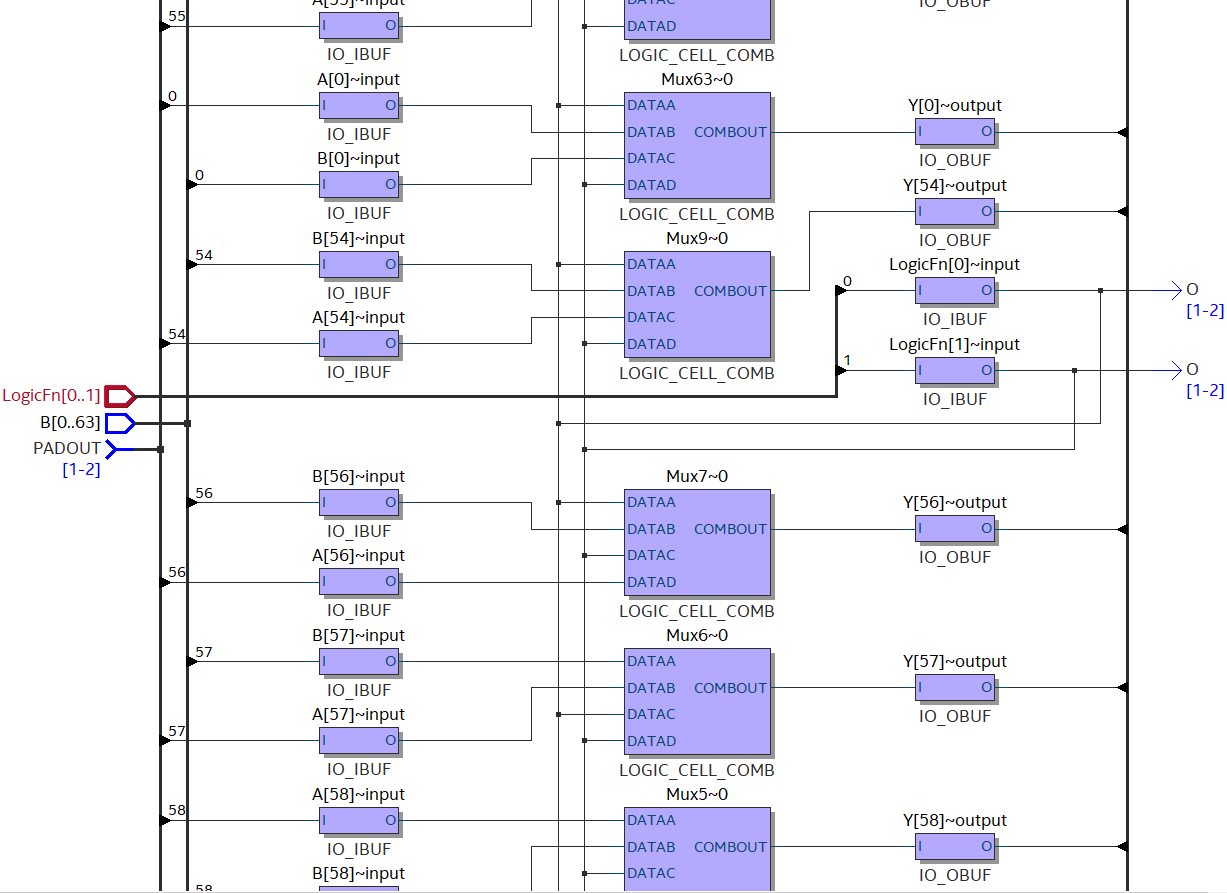 55
I O
IO_IBUF
DATAD
LOGIC_CELL_COMB
A[0]~input
0
I O
IO_IBUF
B[0]~input
0
I O
IO_IBUF
Mux63~0
DATAA
DATAB COMBOUT
DATAC
DATAD
LOGIC_CELL_COMB
Y[0]~output
I O
IO_OBUF
B[54]~input
54
I O
IO_IBUF
A[54]~input
54
I O
IO_IBUF
Mux9~0
DATAA
DATAB COMBOUT
DATAC
DATAD
LOGIC_CELL_COMB
Y[54]~output
I O
IO_OBUF
LogicFn[0]~input
0
I O
IO_IBUF
O
[1-2]
LogicFn[1]~input
1
I O
IO_IBUF
O
[1-2]
LogicFn[0..1]
B[0..63]
PADOUT
[1-2]
B[56]~input
56
I O
IO_IBUF
A[56]~input
56
I O
IO_IBUF
Mux7~0
DATAA
DATAB COMBOUT
DATAC
DATAD
LOGIC_CELL_COMB
Y[56]~output
I O
IO_OBUF
B[57]~input
57
I O
IO_IBUF
A[57]~input
57
I O
IO_IBUF
Mux6~0
DATAA
DATAB COMBOUT
DATAC
DATAD
LOGIC_CELL_COMB
Y[57]~output
I O
IO_OBUF
A[58]~input
58
I O
IO_IBUF
B[58]~input
58
Mux5~0
DATAA
DATAB COMBOUT
DATAC
Y[58]~output
I O
IO_OBUF